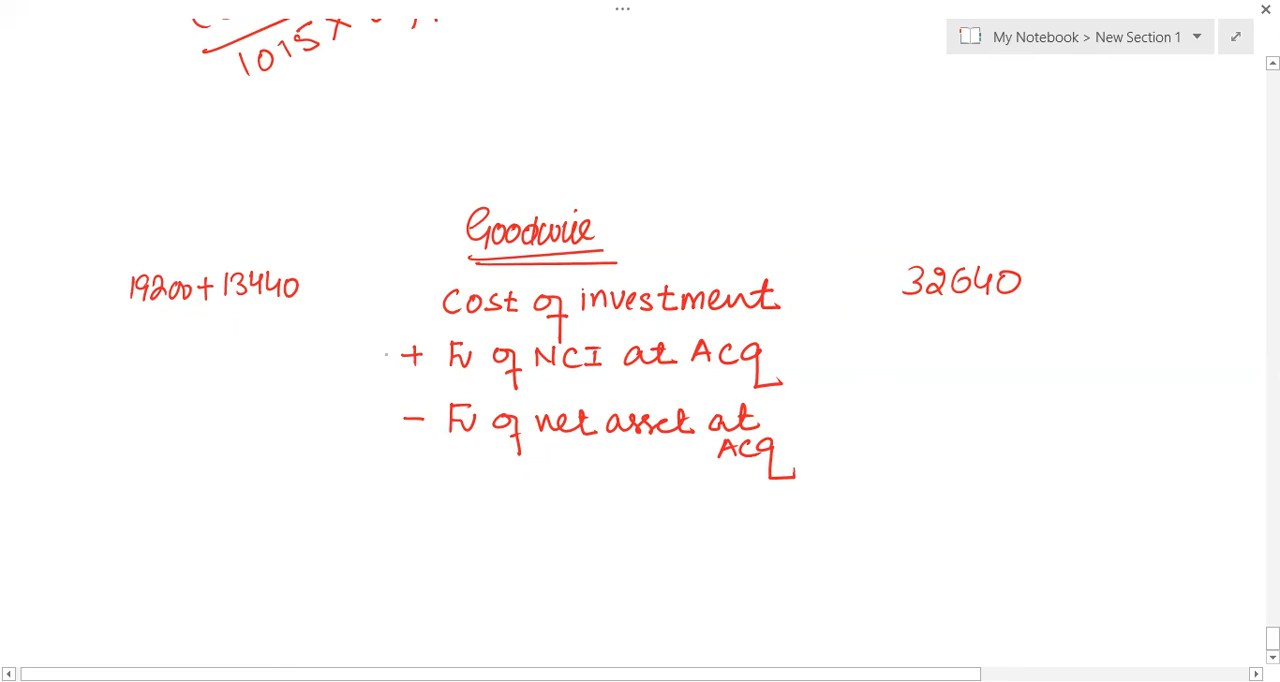 ...
My Notebook > New Section 1
1015 x
Goodwill
19200 + 13440 Cost of investment 32640
+ Fv of NCI at ACQ
- Fv of net asset at
ACQ